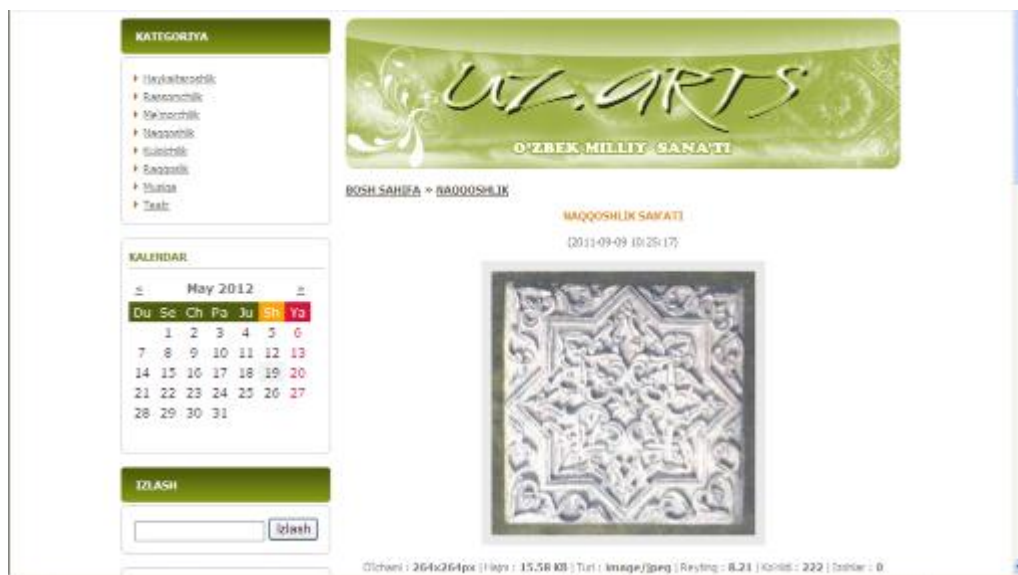 KATEGORIYA
Haykaltaroshlik
Rassomchilik
Me'morchilik
Naqqoshlik
Kulolchilik
Raqqoslik
Musiqa
Teatr
KALENDAR
< May 2012 »
Du Se Ch Pa Ju Sh Ya
1 2 3 4 5 6
7 8 9 10 11 12 13
14 15 16 17 18 19 20
21 22 23 24 25 26 27
28 29 30 31
IZLASH
Izlash
UZ.ARTS
O'ZBEK MILLIY SANA'TI
BOSH SAHIFA » NAQQOSHLIK
NAQQOSHLIK SAN'ATI
(2011-09-09 10:25:17)
O'lchami : 264x264px | Hajmi : 15.58 KB | Turi : image/jpeg | Reyting : 8.21 | Ko'rildi : 222 | Izohlar : 0